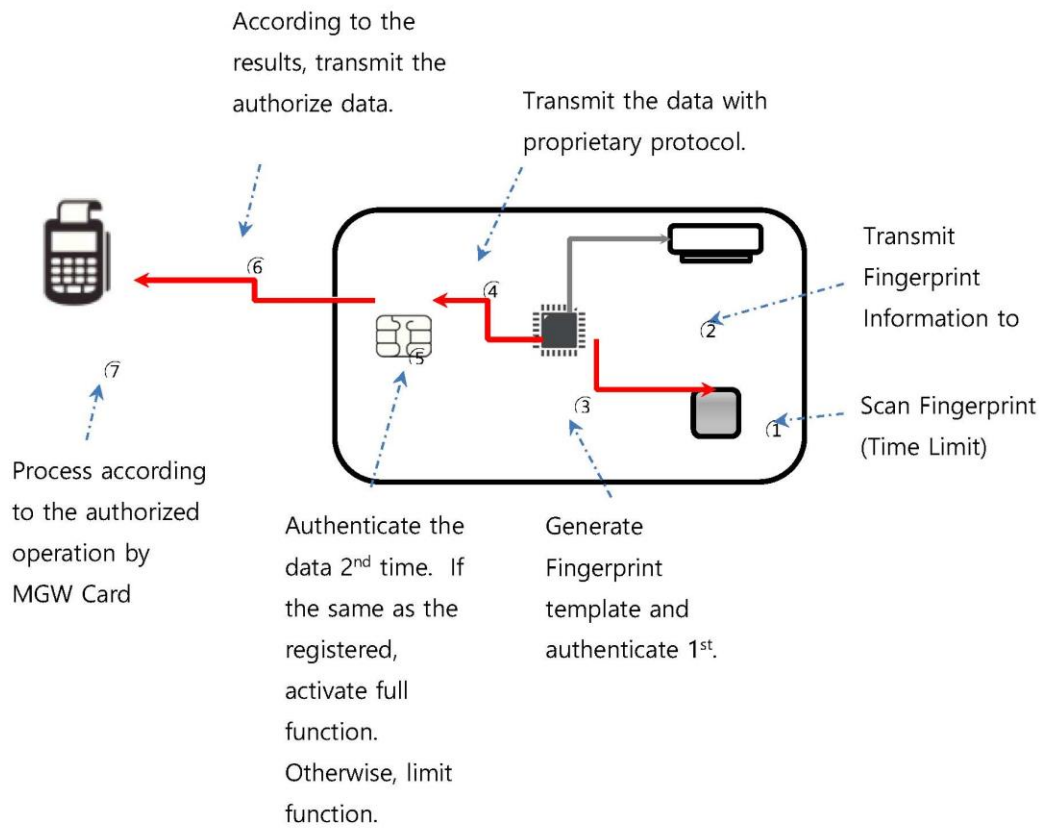 According to the
results, transmit the
authorize data.
Transmit the data with
proprietary protocol.
Transmit
Fingerprint
Information to
Scan Fingerprint
(Time Limit)
⑥
④
②
⑤
③
①
⑦
Process according
to the authorized
operation by
MGW Card
Authenticate the
data 2nd time. If
the same as the
registered,
activate full
function.
Otherwise, limit
function.
Generate
Fingerprint
template and
authenticate 1st.